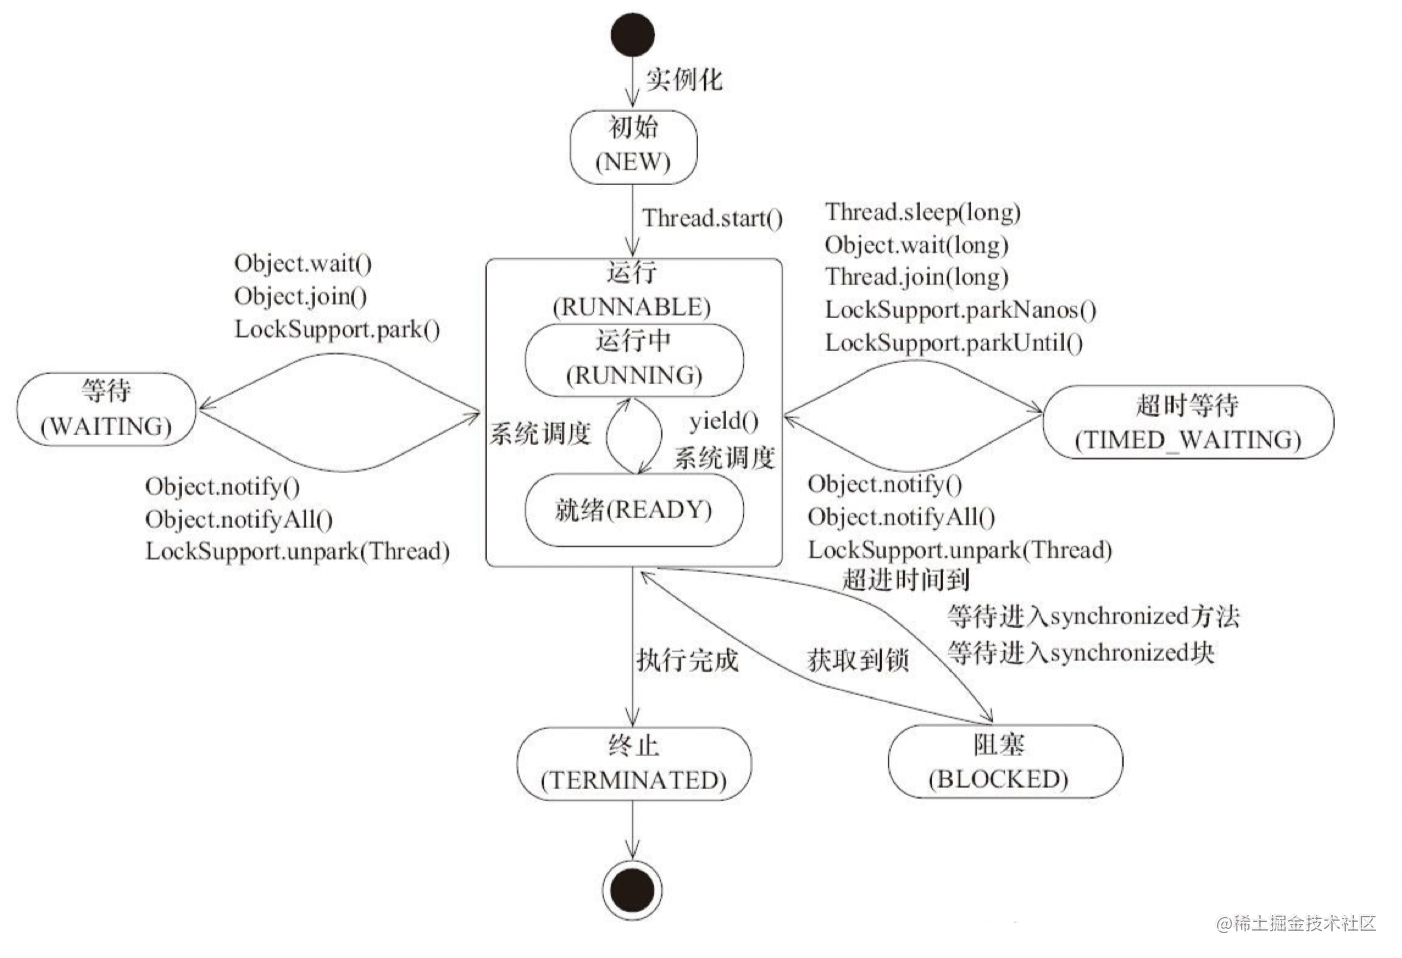 实例化
初始
(NEW)
Thread.start()
Thread.sleep(long)
Object.wait(long)
Thread.join(long)
LockSupport.parkNanos()
LockSupport.parkUntil()
Object.wait()
Object.join()
LockSupport.park()
运行
(RUNNABLE)
运行中
(RUNNING)
等待
(WAITING)
超时等待
(TIMED_WAITING)
系统调度
yield()
系统调度
就绪(READY)
Object.notify()
Object.notifyAll()
LockSupport.unpark(Thread)
Object.notify()
Object.notifyAll()
LockSupport.unpark(Thread)
超进时间到
等待进入synchronized方法
等待进入synchronized块
执行完成
获取到锁
终止
(TERMINATED)
阻塞
(BLOCKED)
@稀土掘金技术社区